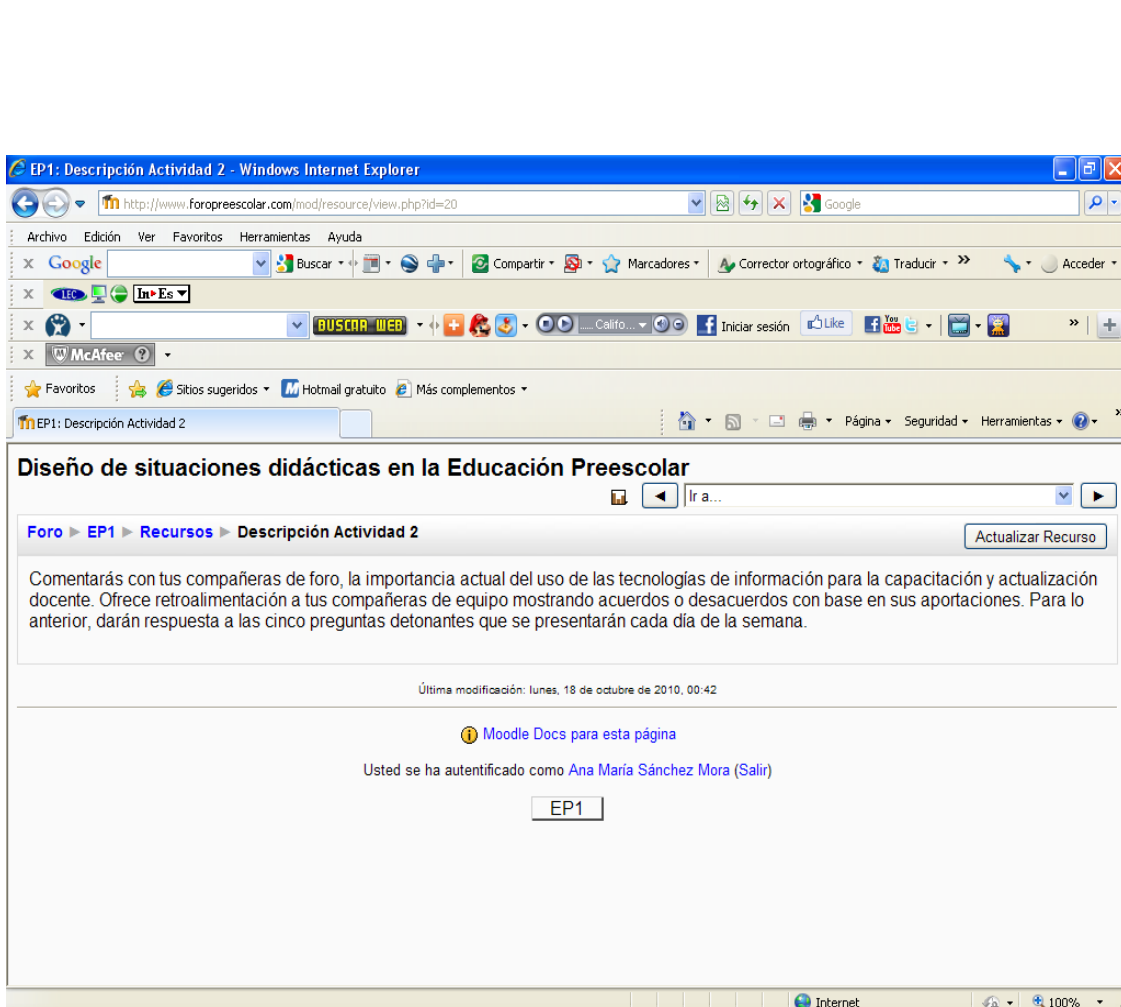 EP1: Descripción Actividad 2 - Windows Internet Explorer
http://www.foropreescolar.com/mod/resource/view.php?id=20
Google
Archivo Edición Ver Favoritos Herramientas Ayuda
X Google Buscar Compartir Marcadores Corrector ortográfico Traducir » Acceder
X LEC In▸Es
X BUSCAR WEB ....Califo... Iniciar sesión Like You Tube »
X McAfee ?
Favoritos Sitios sugeridos Hotmail gratuito Más complementos
EP1: Descripción Actividad 2 Página Seguridad Herramientas »
Diseño de situaciones didácticas en la Educación Preescolar
Ir a...
Foro ► EP1 ► Recursos ► Descripción Actividad 2 Actualizar Recurso
Comentarás con tus compañeras de foro, la importancia actual del uso de las tecnologías de información para la capacitación y actualización
docente. Ofrece retroalimentación a tus compañeras de equipo mostrando acuerdos o desacuerdos con base en sus aportaciones. Para lo
anterior, darán respuesta a las cinco preguntas detonantes que se presentarán cada día de la semana.
Última modificación: lunes, 18 de octubre de 2010, 00:42
Moodle Docs para esta página
Usted se ha autentificado como Ana María Sánchez Mora (Salir)
EP1
Internet 100%